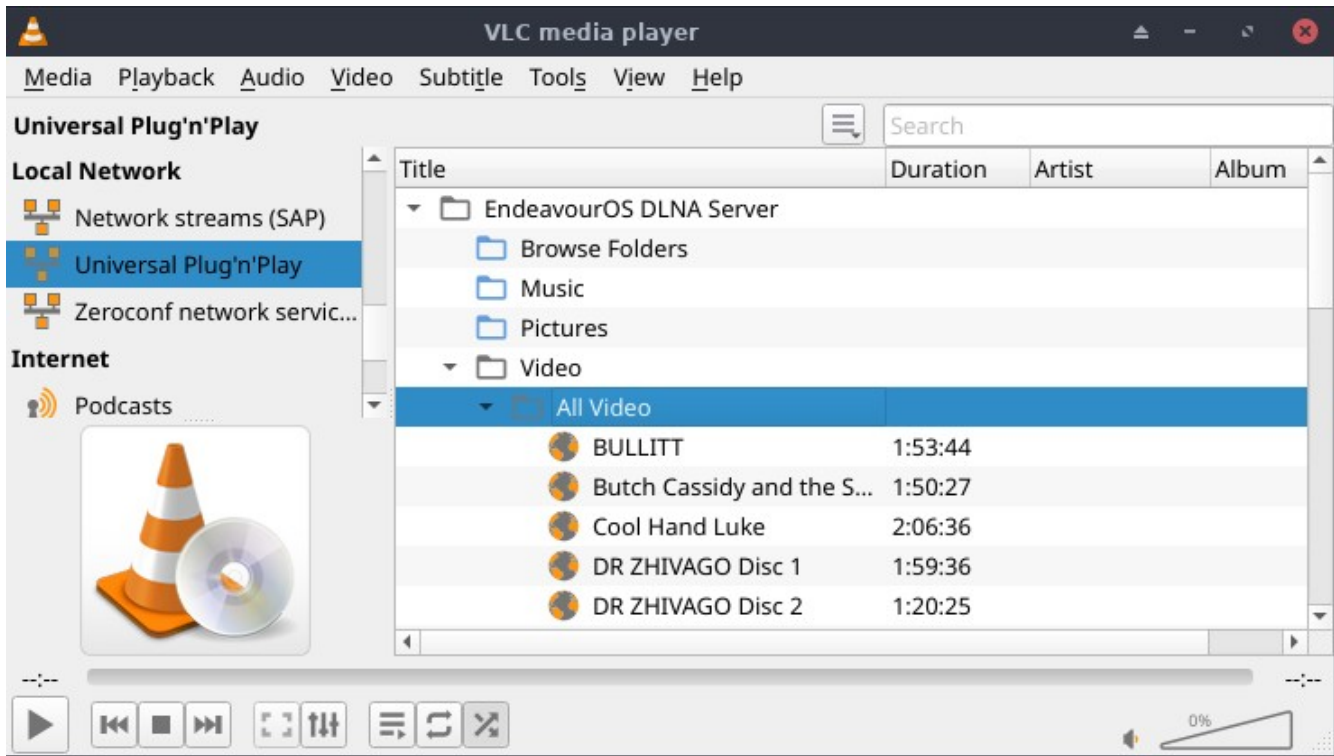 VLC media player
Media Playback Audio Video Subtitle Tools View Help
Universal Plug'n'Play
Search
Local Network
Network streams (SAP)
Universal Plug'n'Play
Zeroconf network servic...
Internet
Podcasts
Title Duration Artist Album
EndeavourOS DLNA Server
Browse Folders
Music
Pictures
Video
All Video
BULLITT 1:53:44
Butch Cassidy and the S... 1:50:27
Cool Hand Luke 2:06:36
DR ZHIVAGO Disc 1 1:59:36
DR ZHIVAGO Disc 2 1:20:25
--:-- --:--
0%